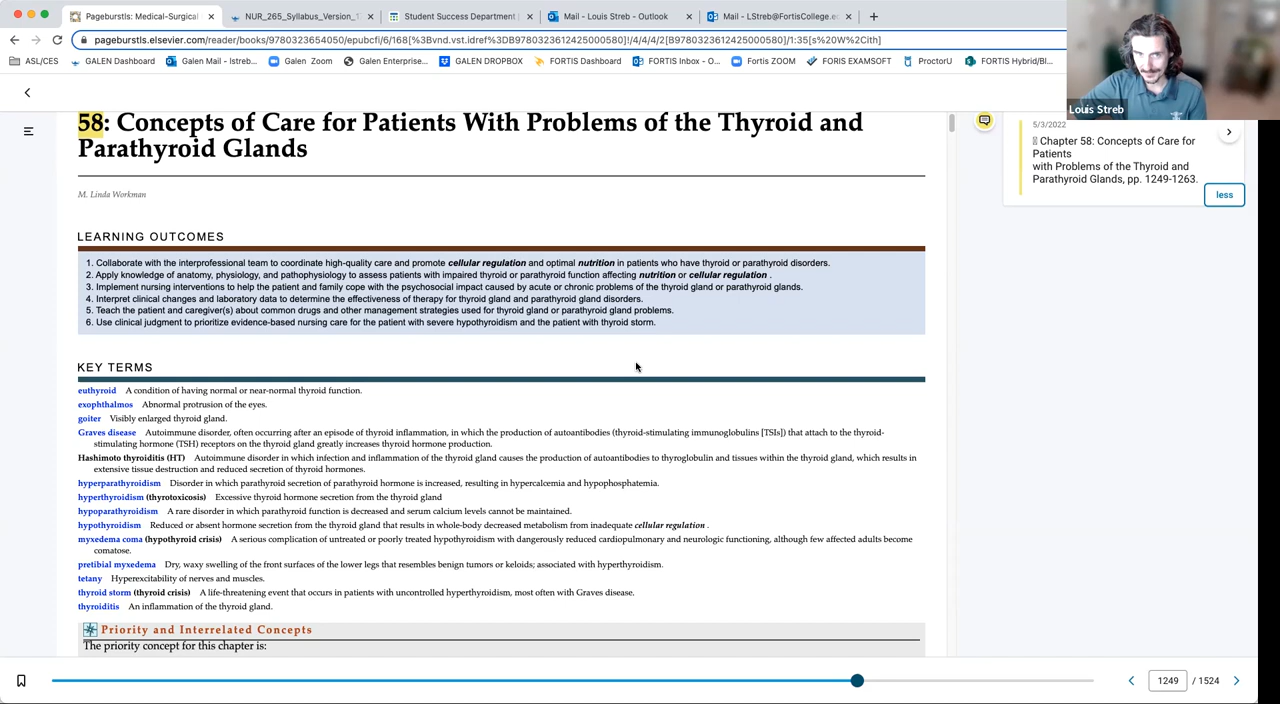 Pageburstls: Medical-Surgical
NUR_265_Syllabus_Version_1
Student Success Department
Mail - Louis Streb - Outlook
Mail - LStreb@FortisCollege.e
pageburstls.elsevier.com/reader/books/9780323654050/epubcfi/6/168[%3Bvnd.vst.idref%3DB9780323612425000580]!/4/4/4/2[B9780323612425000580]/1:35[s%20W%2Cith]
ASL/CES
GALEN Dashboard
Galen Mail - lstreb...
Galen Zoom
Galen Enterprise...
GALEN DROPBOX
FORTIS Dashboard
FORTIS Inbox - O...
Fortis ZOOM
FORIS EXAMSOFT
ProctorU
FORTIS Hybrid/Bl...
Louis Streb
58: Concepts of Care for Patients With Problems of the Thyroid and
Parathyroid Glands
M. Linda Workman
5/3/2022
Chapter 58: Concepts of Care for
Patients
with Problems of the Thyroid and
Parathyroid Glands, pp. 1249-1263.
less
LEARNING OUTCOMES
1. Collaborate with the interprofessional team to coordinate high-quality care and promote cellular regulation and optimal nutrition in patients who have thyroid or parathyroid disorders.
2. Apply knowledge of anatomy, physiology, and pathophysiology to assess patients with impaired thyroid or parathyroid function affecting nutrition or cellular regulation .
3. Implement nursing interventions to help the patient and family cope with the psychosocial impact caused by acute or chronic problems of the thyroid gland or parathyroid glands.
4. Interpret clinical changes and laboratory data to determine the effectiveness of therapy for thyroid gland and parathyroid gland disorders.
5. Teach the patient and caregiver(s) about common drugs and other management strategies used for thyroid gland or parathyroid gland problems.
6. Use clinical judgment to prioritize evidence-based nursing care for the patient with severe hypothyroidism and the patient with thyroid storm.
KEY TERMS
euthyroid A condition of having normal or near-normal thyroid function.
exophthalmos Abnormal protrusion of the eyes.
goiter Visibly enlarged thyroid gland.
Graves disease Autoimmune disorder, often occurring after an episode of thyroid inflammation, in which the production of autoantibodies (thyroid-stimulating immunoglobulins [TSIs]) that attach to the thyroid-
stimulating hormone (TSH) receptors on the thyroid gland greatly increases thyroid hormone production.
Hashimoto thyroiditis (HT) Autoimmune disorder in which infection and inflammation of the thyroid gland causes the production of autoantibodies to thyroglobulin and tissues within the thyroid gland, which results in
extensive tissue destruction and reduced secretion of thyroid hormones.
hyperparathyroidism Disorder in which parathyroid secretion of parathyroid hormone is increased, resulting in hypercalcemia and hypophosphatemia.
hyperthyroidism (thyrotoxicosis) Excessive thyroid hormone secretion from the thyroid gland
hypoparathyroidism A rare disorder in which parathyroid function is decreased and serum calcium levels cannot be maintained.
hypothyroidism Reduced or absent hormone secretion from the thyroid gland that results in whole-body decreased metabolism from inadequate cellular regulation .
myxedema coma (hypothyroid crisis) A serious complication of untreated or poorly treated hypothyroidism with dangerously reduced cardiopulmonary and neurologic functioning, although few affected adults become
comatose.
pretibial myxedema Dry, waxy swelling of the front surfaces of the lower legs that resembles benign tumors or keloids; associated with hyperthyroidism.
tetany Hyperexcitability of nerves and muscles.
thyroid storm (thyroid crisis) A life-threatening event that occurs in patients with uncontrolled hyperthyroidism, most often with Graves disease.
thyroiditis An inflammation of the thyroid gland.
Priority and Interrelated Concepts
The priority concept for this chapter is:
1249 / 1524